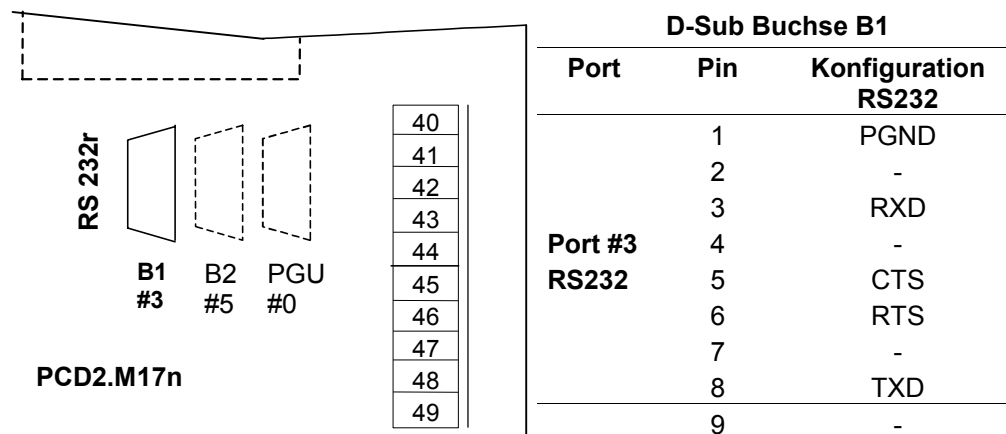 RS 232r
B1 B2 PGU
#3 #5 #0
PCD2.M17n
40
41
42
43
44
45
46
47
48
49
D-Sub Buchse B1
Port Pin Konfiguration
RS232
1 PGND
2 -
3 RXD
Port #3 4 -
RS232 5 CTS
6 RTS
7 -
8 TXD
9 -